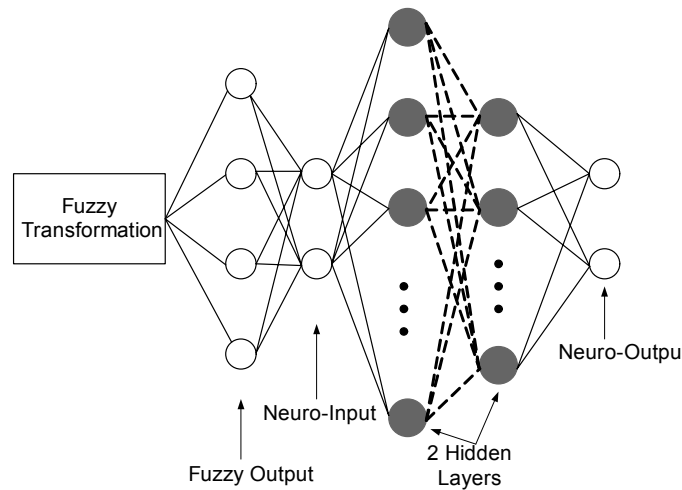 Fuzzy
Transformation
Neuro-Outpu
Neuro-Input
2 Hidden
Layers
Fuzzy Output